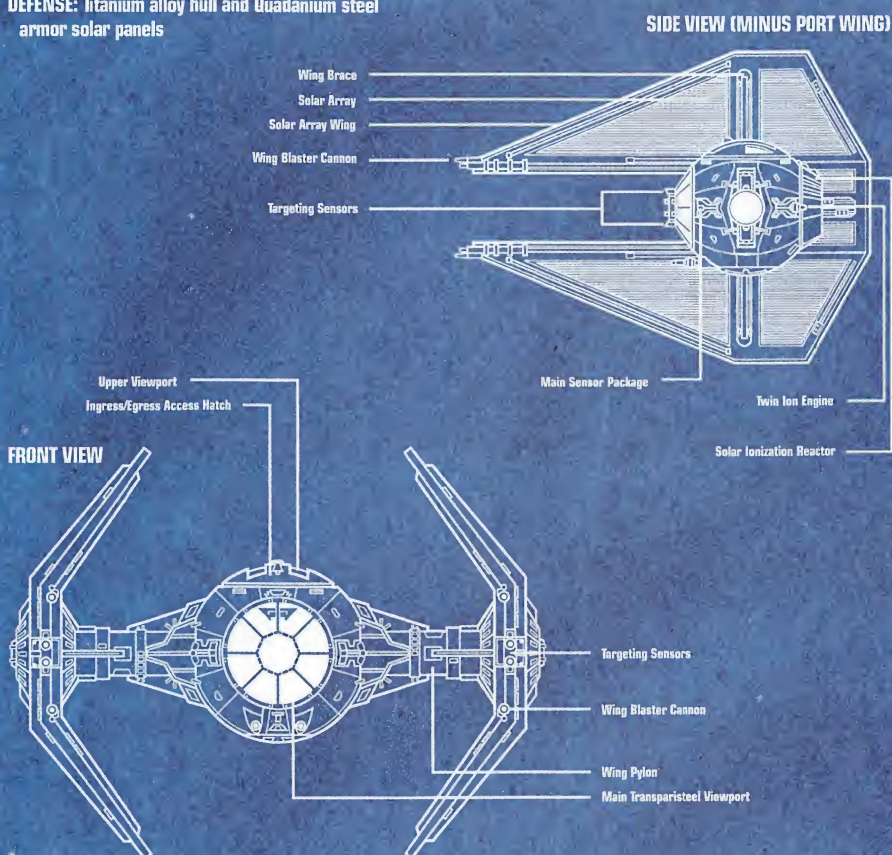 DEFENSE: Titanium alloy hull and Quadanium steel
armor solar panels
SIDE VIEW (MINUS PORT WING)
Wing Brace
Solar Array
Solar Array Wing
Wing Blaster Cannon
Targeting Sensors
Main Sensor Package
Twin Ion Engine
Solar Ionization Reactor
Upper Viewport
Ingress/Egress Access Hatch
FRONT VIEW
Targeting Sensors
Wing Blaster Cannon
Wing Pylon
Main Transparisteel Viewport